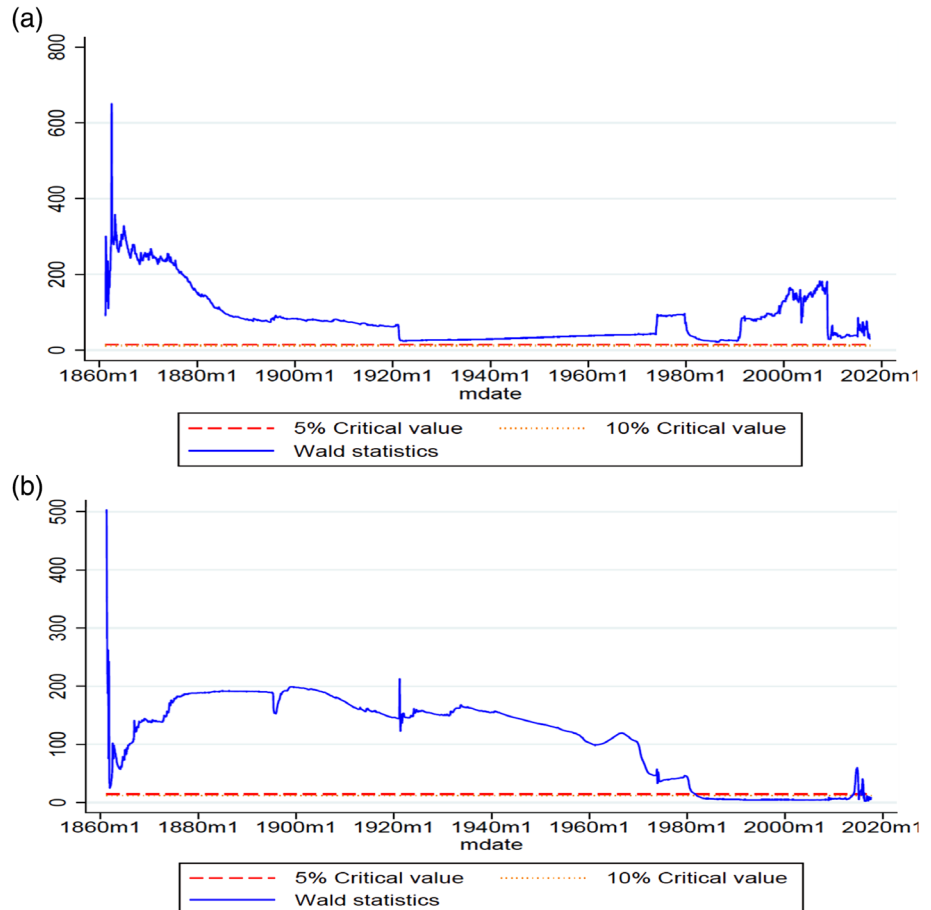 (a)
800
600
400
200
0
1860m1 1880m1 1900m1 1920m1 1940m1 1960m1 1980m1 2000m1 2020m1
mdate
5% Critical value 10% Critical value
Wald statistics
(b)
500
400
300
200
100
0
1860m1 1880m1 1900m1 1920m1 1940m1 1960m1 1980m1 2000m1 2020m1
mdate
5% Critical value 10% Critical value
Wald statistics